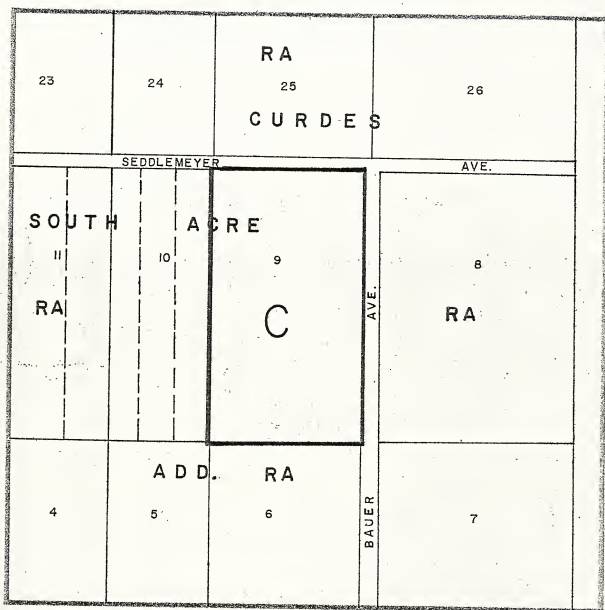 RA
23 24 25 26
CURDES
SEDDLEMEYER AVE.
SOUTH ACRE
11 10 9 8
RA C AVE. RA
ADD. RA
4 5 6 BAUER 7